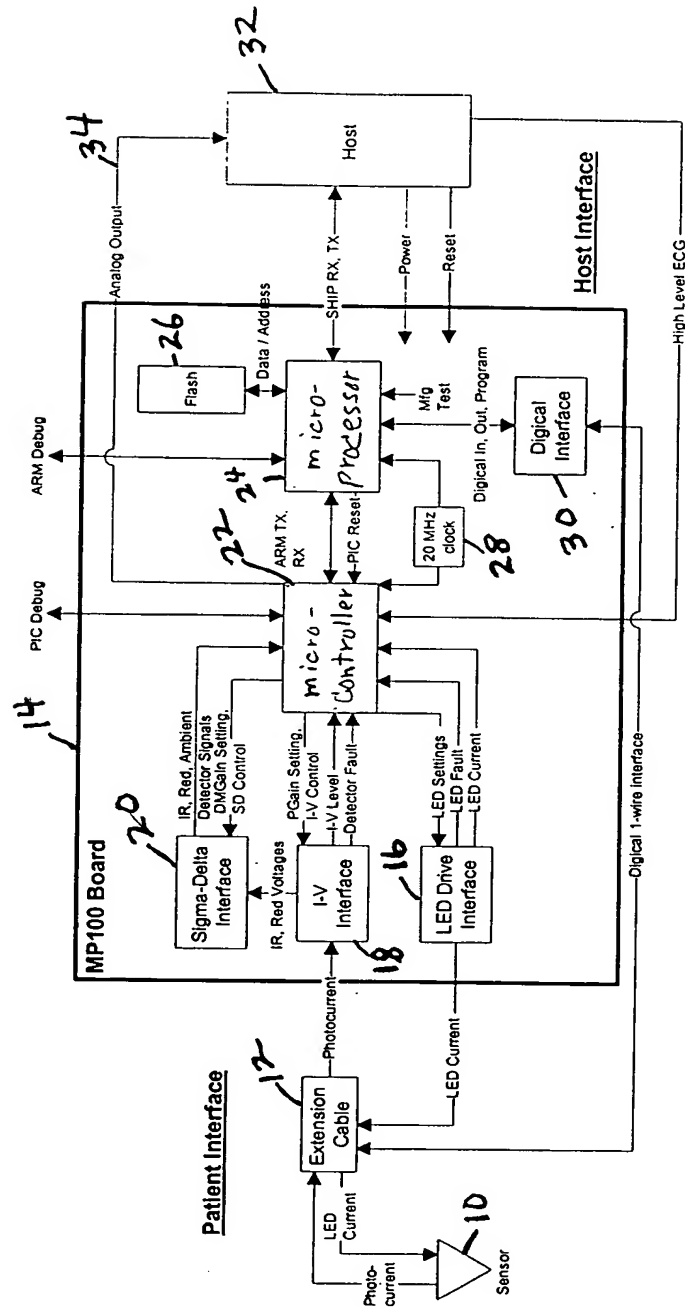 Patient Interface
Host Interface
14
MP100 Board
PIC Debug
ARM Debug
Analog Output
34
32
Host
20
Sigma-Delta
Interface
IR, Red, Ambient
Detector Signals
DMGain Setting,
SD Control
IR, Red Voltages
22
micro-
Controller
24
micro-
Processor
ARM TX,
RX
PIC Reset
Flash
26
Data / Address
SHIP RX, TX
Power
Reset
Mfg
Test
Digical In, Out, Program
20 MHz
clock
28
Digical
Interface
30
PGain Setting,
I-V Control
I-V Level
Detector Fault
I-V
Interface
18
16
LED Drive
Interface
LED Settings
LED Fault
LED Current
12
Extension
Cable
Photocurrent
LED Current
Photo-
current
LED
Current
10
Sensor
Digical 1-wire interface
High Level ECG